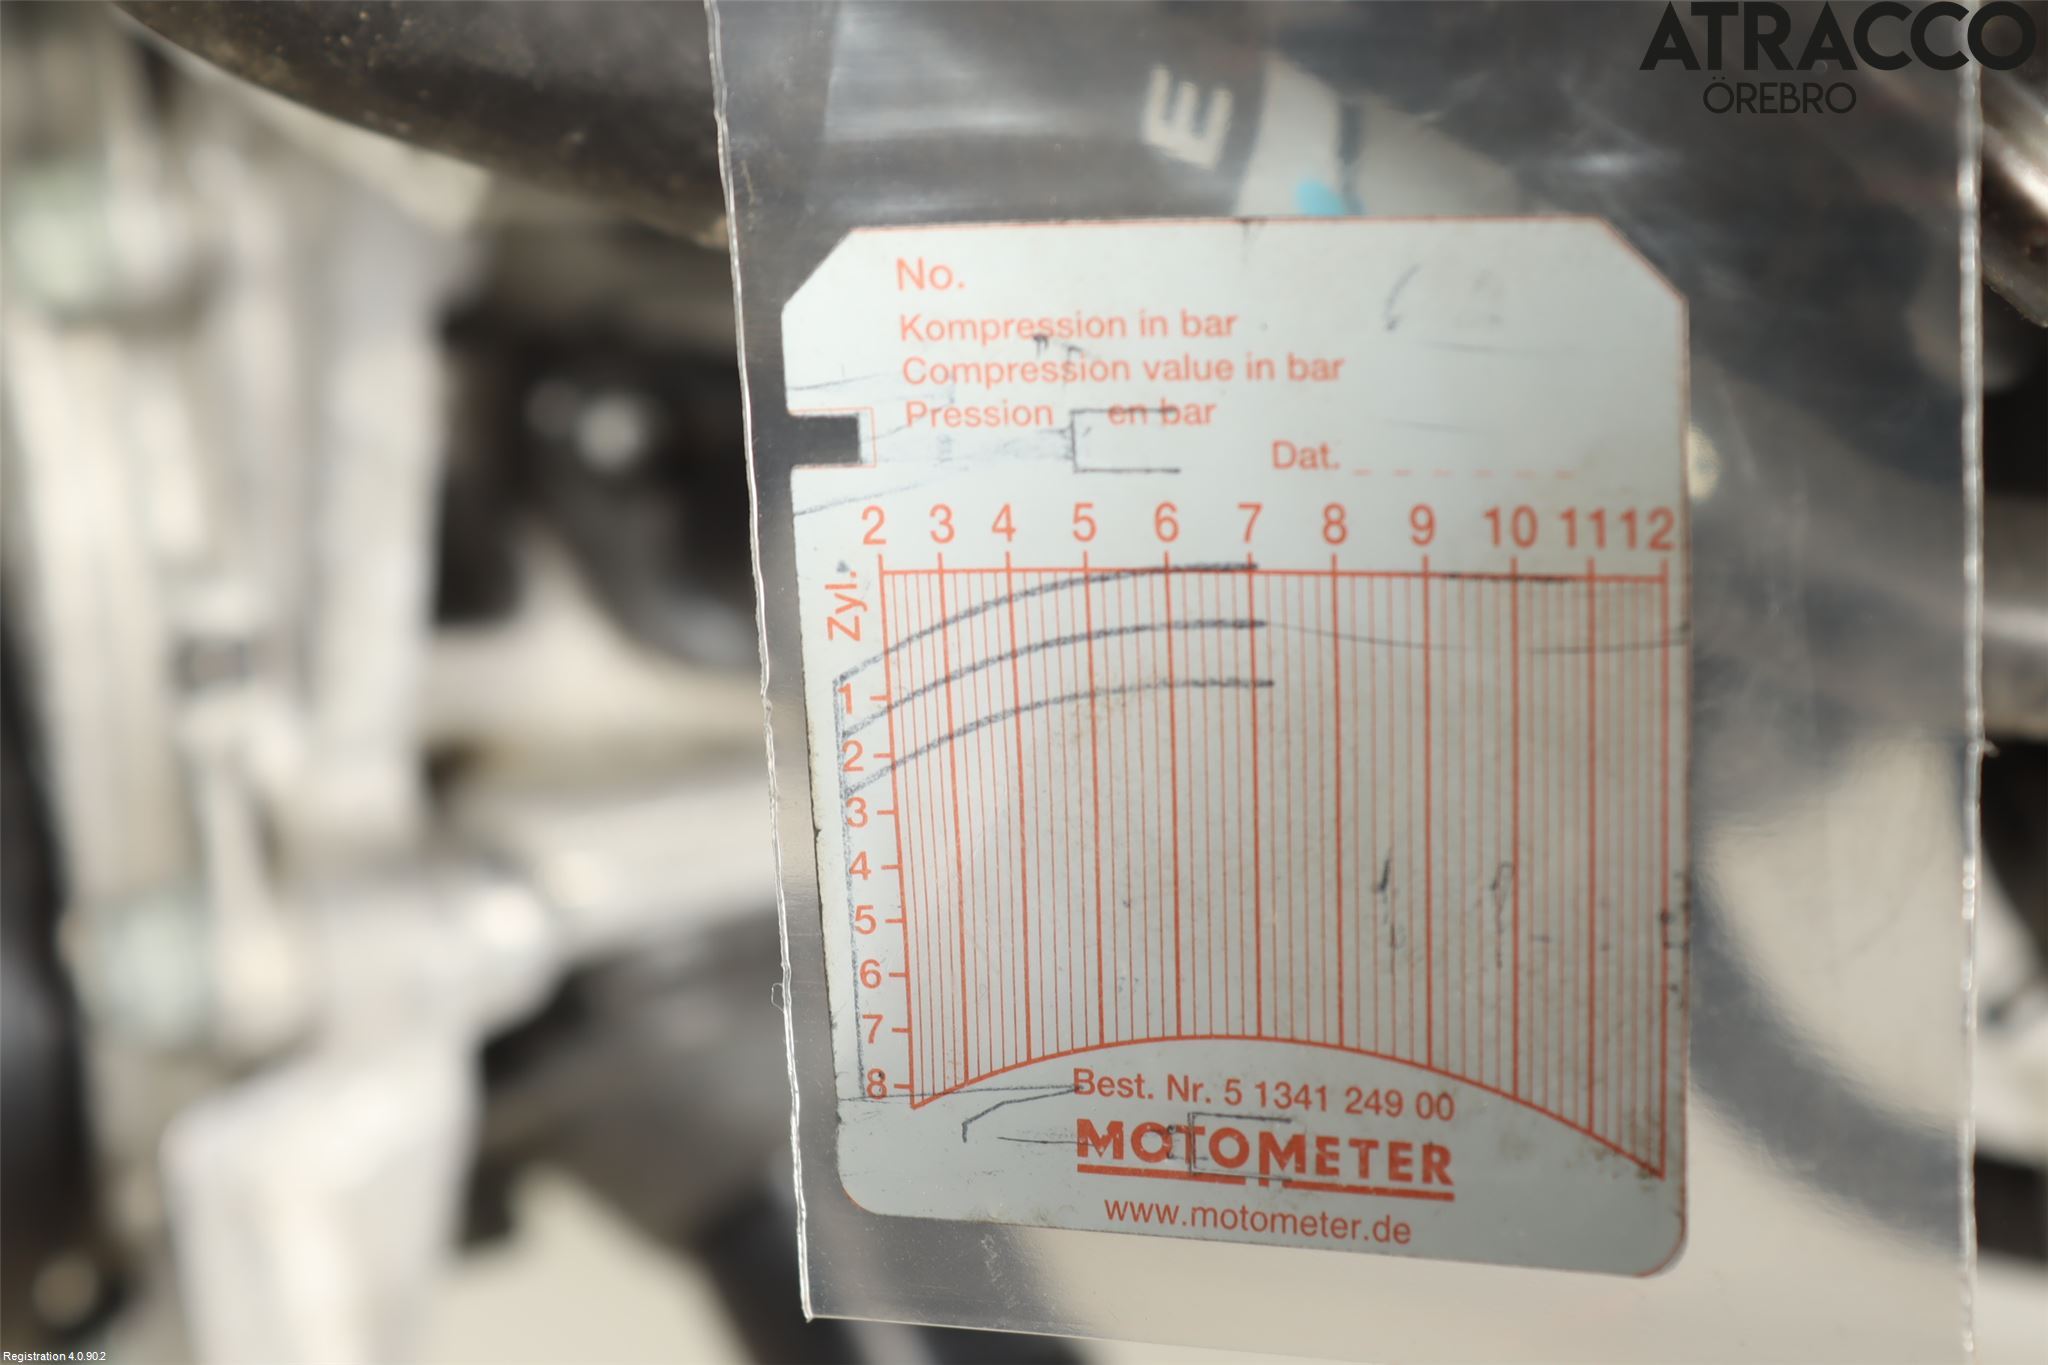 ATRACCO
ÖREBRO
E
No.
Kompression in bar
Compression value in bar
Pression en bar
Dat.
2 3 4 5 6 7 8 9 10 11 12
Zyl.
1
2
3
4
5
6
7
8
Best. Nr. 5 1341 249 00
MOTOMETER
www.motometer.de
Registration 4.0.90.2